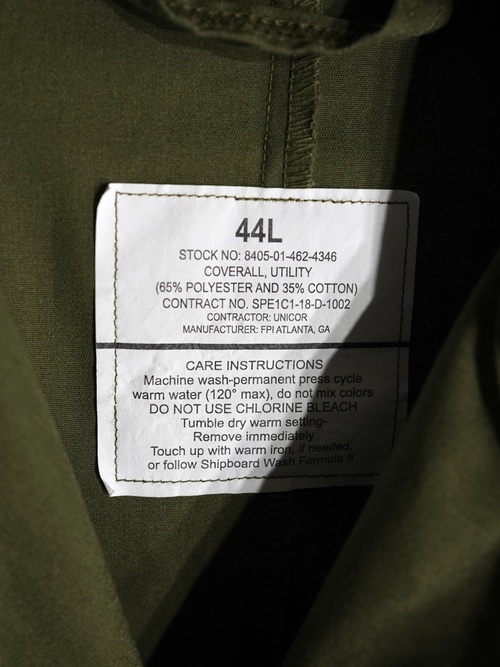 44L
STOCK NO: 8405-01-462-4346
COVERALL, UTILITY
(65% POLYESTER AND 35% COTTON)
CONTRACT NO. SPE1C1-18-D-1002
CONTRACTOR: UNICOR
MANUFACTURER: FPI ATLANTA, GA
CARE INSTRUCTIONS
Machine wash-permanent press cycle
warm water (120° max), do not mix colors
DO NOT USE CHLORINE BLEACH
Tumble dry warm setting-
Remove immediately
Touch up with warm iron, if needed,
or follow Shipboard Wash Formula II